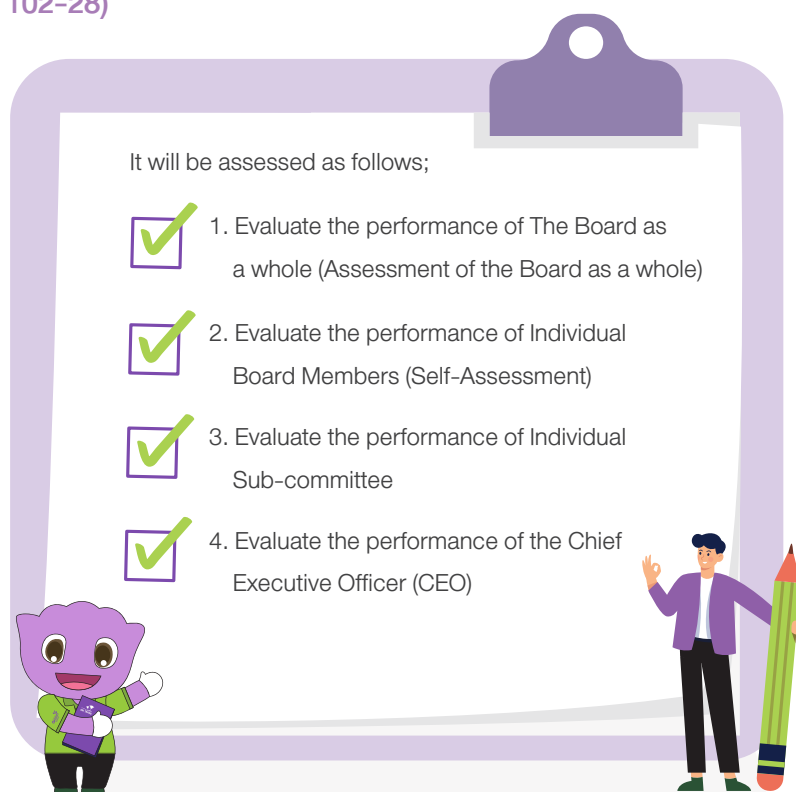 102-28)
It will be assessed as follows;
1. Evaluate the performance of The Board as
a whole (Assessment of the Board as a whole)
2. Evaluate the performance of Individual
Board Members (Self-Assessment)
3. Evaluate the performance of Individual
Sub-committee
4. Evaluate the performance of the Chief
Executive Officer (CEO)